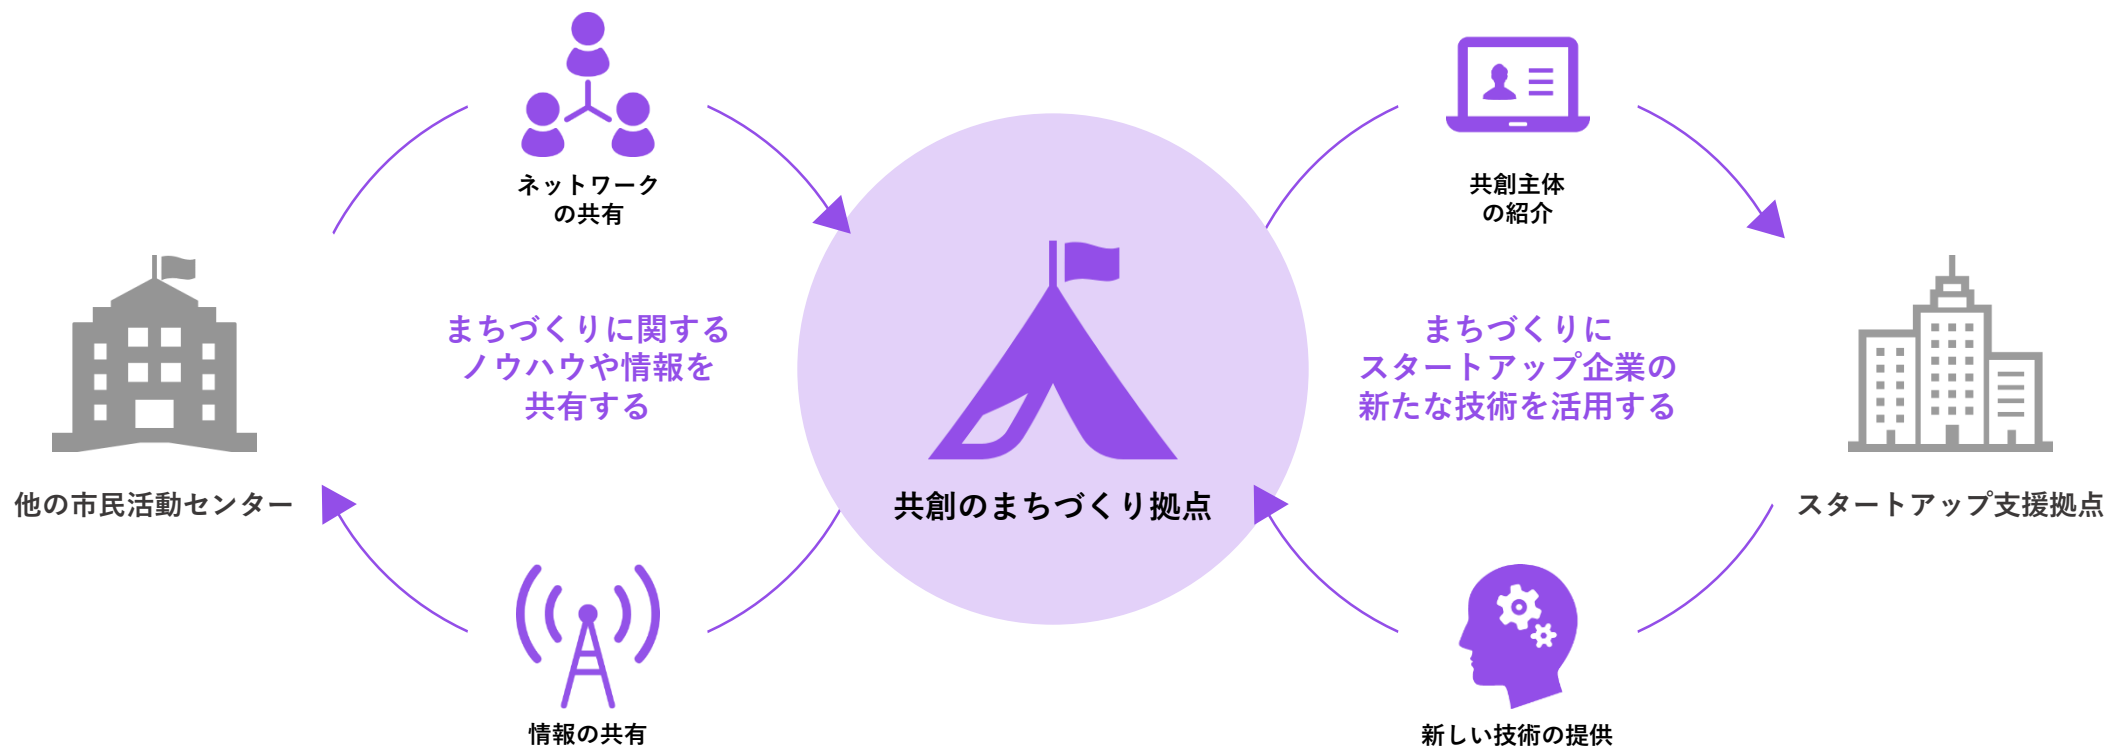 ネットワーク
の共有
共創主体
の紹介
まちづくりに関する
ノウハウや情報を
共有する
まちづくりに
スタートアップ企業の
新たな技術を活用する
他の市民活動センター
共創のまちづくり拠点
スタートアップ支援拠点
情報の共有
新しい技術の提供